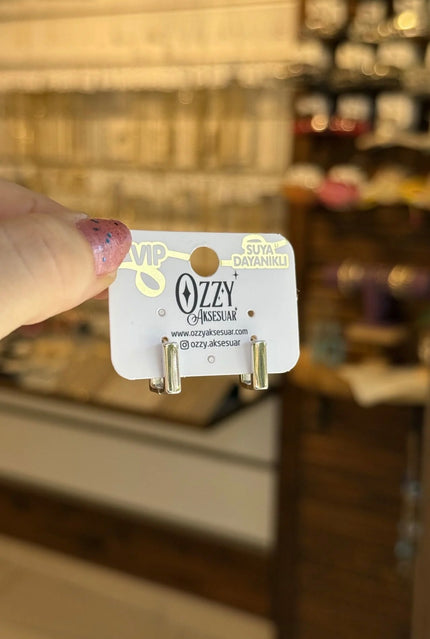 VIP
SUYA
DAYANIKLI
OZZY
AKSESUAR
www.ozzyaksesuar.com
ozzy.aksesuar